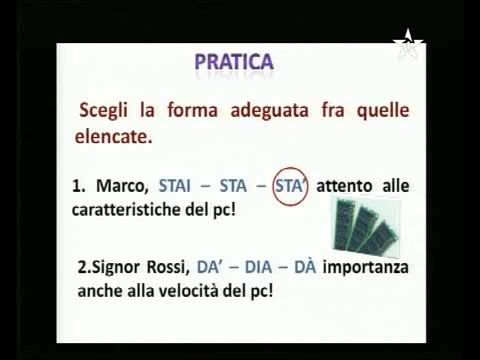 PRATICA
Scegli la forma adeguata fra quelle
elencate.
1. Marco, STAI – STA – STA’ attento alle
caratteristiche del pc!
2.Signor Rossi, DA’ – DIA – DÀ importanza
anche alla velocità del pc!